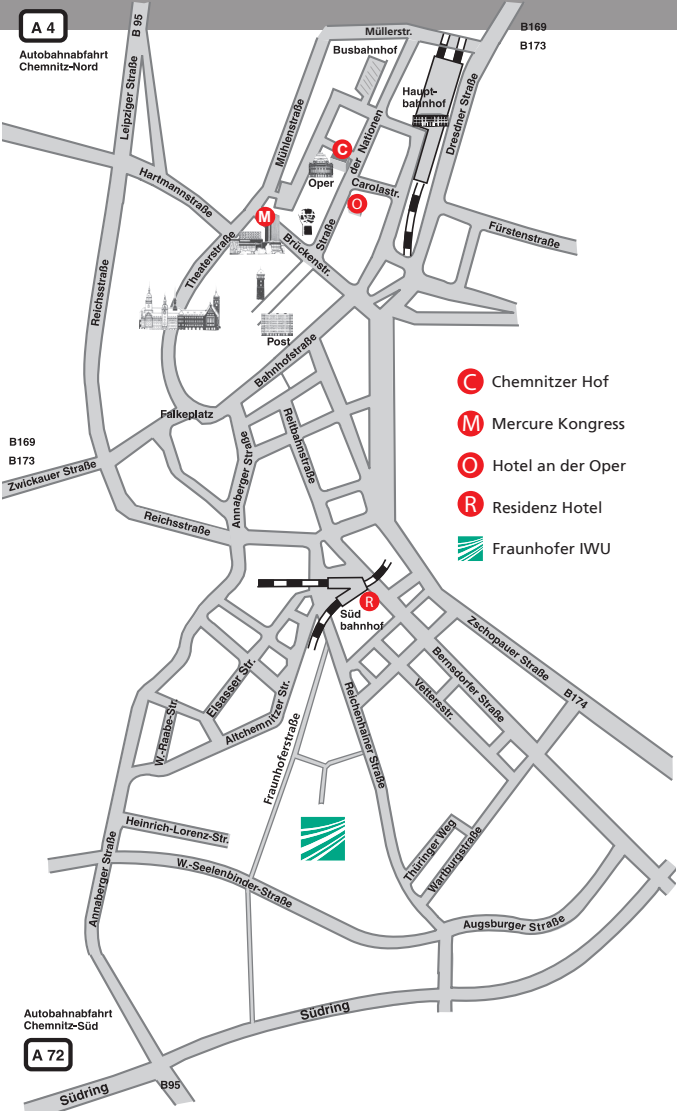 A 4
Autobahnabfahrt
Chemnitz-Nord
B 95
B169
B173
Müllerstr.
Busbahnhof
Haupt-
bahnhof
Leipziger Straße
Mühlenstraße
Straße der Nationen
Dresdner Straße
C
Oper
Carolastr.
O
Hartmannstraße
M
Fürstenstraße
Theaterstraße
Brückenstr.
Reichsstraße
Post
Bahnhofstraße
C Chemnitzer Hof
M Mercure Kongress
O Hotel an der Oper
R Residenz Hotel
Fraunhofer IWU
Falkeplatz
B169
B173
Zwickauer Straße
Annaberger Straße
Reitbahnstraße
Reichsstraße
R
Süd
bahnhof
Zschopauer Straße
B174
Bernsdorfer Straße
Vettersstr.
Elsasser Str.
W.-Raabe-Str.
Altchemnitzer Str.
Fraunhoferstraße
Reichenhainer Straße
Heinrich-Lorenz-Str.
Thüringer Weg
Wartburgstraße
Annaberger Straße
W.-Seelenbinder-Straße
Augsburger Straße
Autobahnabfahrt
Chemnitz-Süd
A 72
Südring
B95
Südring